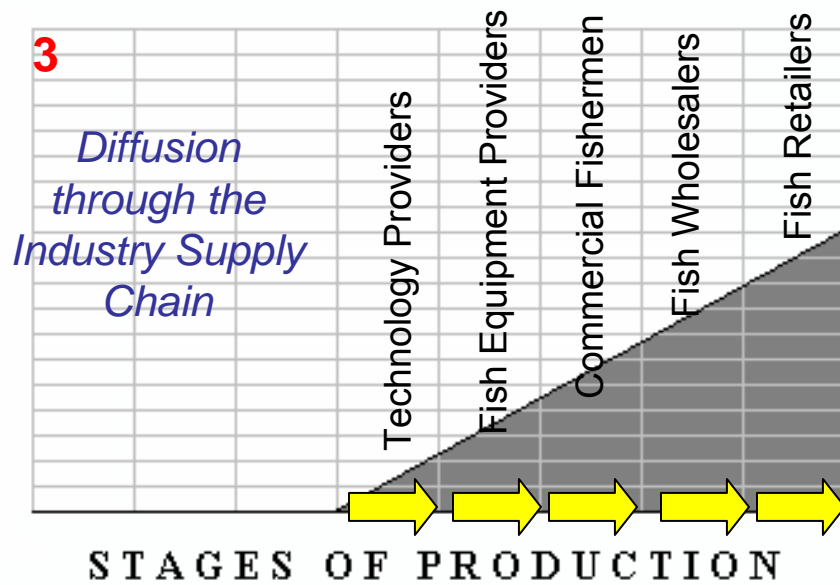 3
Diffusion
through the
Industry Supply
Chain
Technology Providers
Fish Equipment Providers
Commercial Fishermen
Fish Wholesalers
Fish Retailers
STAGES OF PRODUCTION